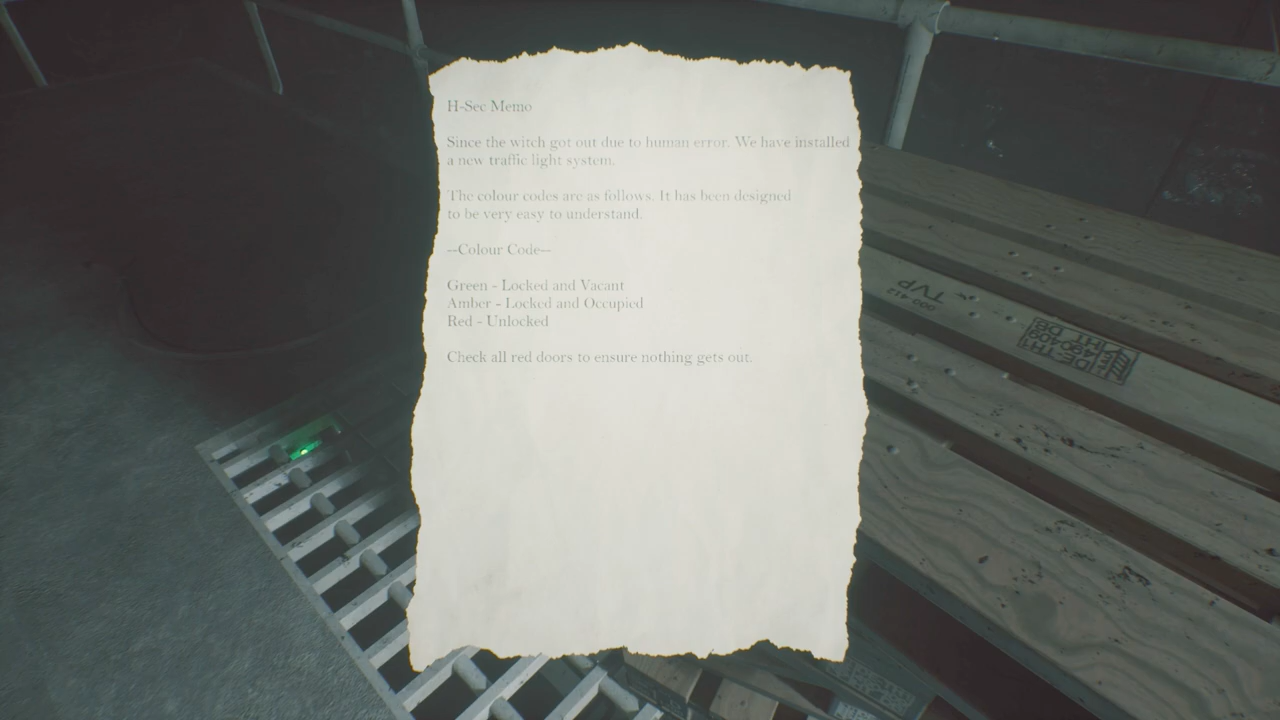 H-Sec Memo
Since the witch got out due to human error. We have installed
a new traffic light system.
The colour codes are as follows. It has been designed
to be very easy to understand.
--Colour Code--
Green - Locked and Vacant
Amber - Locked and Occupied
Red - Unlocked
Check all red doors to ensure nothing gets out.
TVP